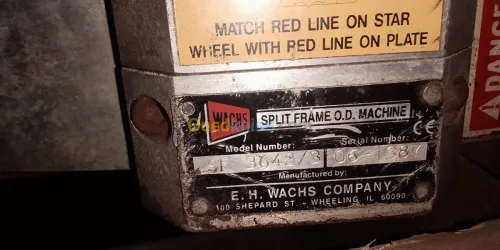 MATCH RED LINE ON STAR
WHEEL WITH RED LINE ON PLATE
DANGER
WACHS
SPLIT FRAME O.D. MACHINE
Model Number:
Serial Number:
CE
Manufactured by:
E. H. WACHS COMPANY
100 SHEPARD ST. - WHEELING, IL 60090